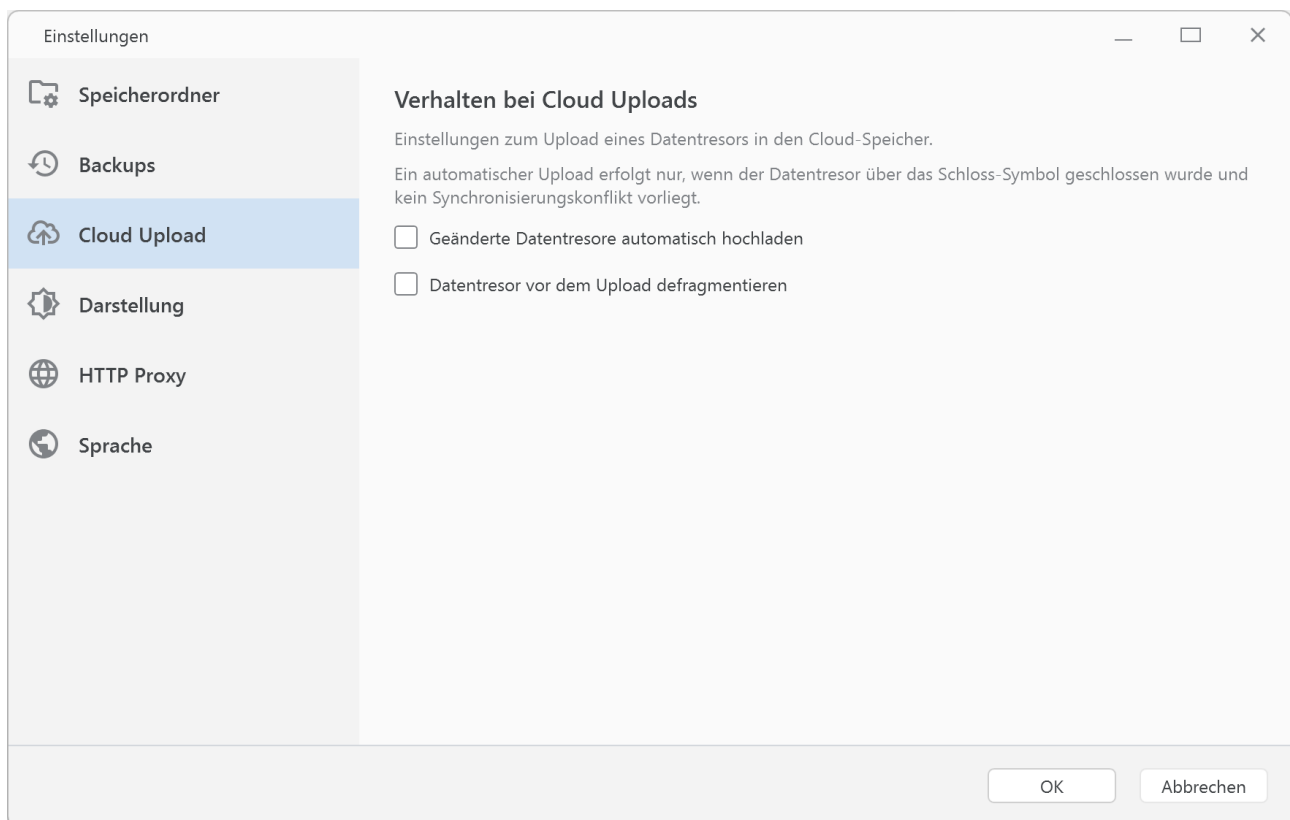 Einstellungen
Speicherordner
Backups
Cloud Upload
Darstellung
HTTP Proxy
Sprache
Verhalten bei Cloud Uploads
Einstellungen zum Upload eines Datentresors in den Cloud-Speicher.
Ein automatischer Upload erfolgt nur, wenn der Datentresor über das Schloss-Symbol geschlossen wurde und
kein Synchronisierungskonflikt vorliegt.
Geänderte Datentresore automatisch hochladen
Datentresor vor dem Upload defragmentieren
OK
Abbrechen